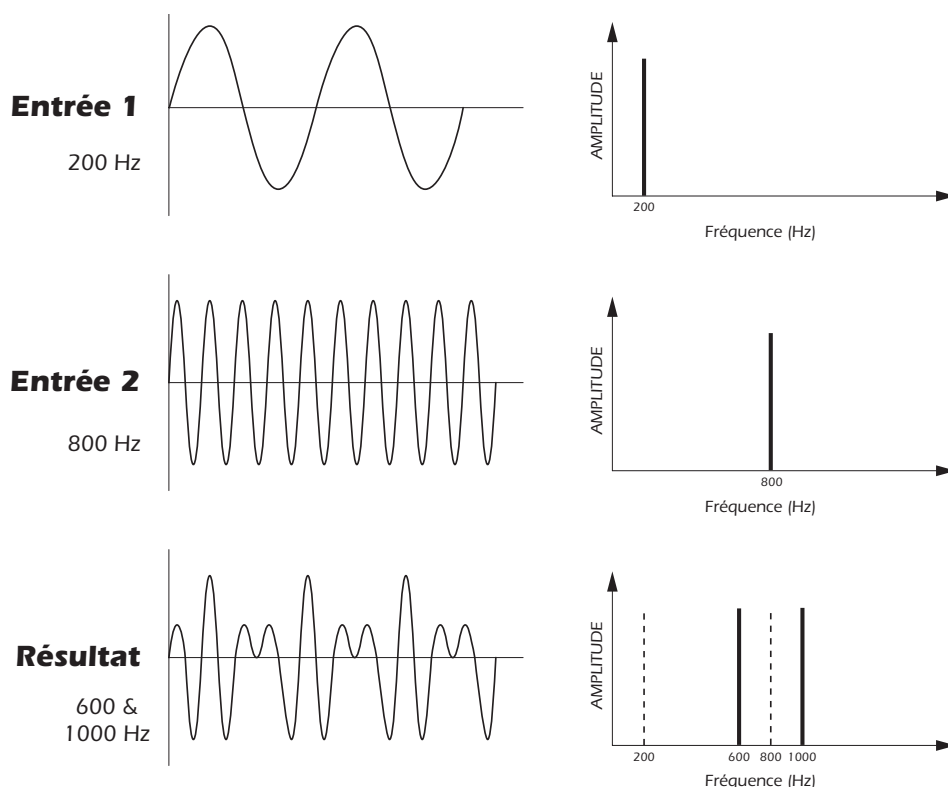 Entrée 1
200 Hz
AMPLITUDE
200
Fréquence (Hz)
Entrée 2
800 Hz
AMPLITUDE
800
Fréquence (Hz)
Résultat
600 &
1000 Hz
AMPLITUDE
200 600 800 1000
Fréquence (Hz)